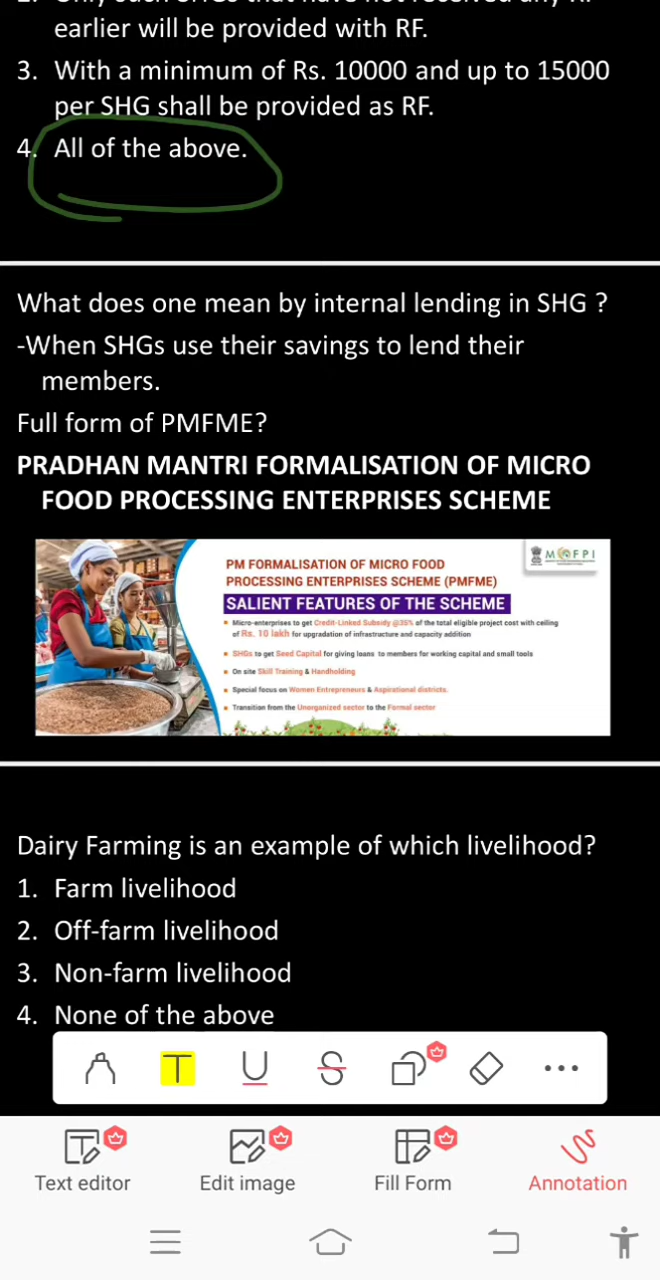 earlier will be provided with RF.
3. With a minimum of Rs. 10000 and up to 15000
per SHG shall be provided as RF.
4. All of the above.
What does one mean by internal lending in SHG ?
-When SHGs use their savings to lend their
members.
Full form of PMFME?
PRADHAN MANTRI FORMALISATION OF MICRO
FOOD PROCESSING ENTERPRISES SCHEME
MOFPI
PM FORMALISATION OF MICRO FOOD
PROCESSING ENTERPRISES SCHEME (PMFME)
SALIENT FEATURES OF THE SCHEME
Micro-enterprises to get Credit-Linked Subsidy @35% of the total eligible project cost with ceiling
of Rs. 10 lakh for upgradation of infrastructure and capacity addition
SHGs to get Seed Capital for giving loans to members for working capital and small tools
On site Skill Training & Handholding
Special focus on Women Entrepreneurs & Aspirational districts.
Transition from the Unorganized sector to the Formal sector
Dairy Farming is an example of which livelihood?
1. Farm livelihood
2. Off-farm livelihood
3. Non-farm livelihood
4. None of the above
Text editor
Edit image
Fill Form
Annotation